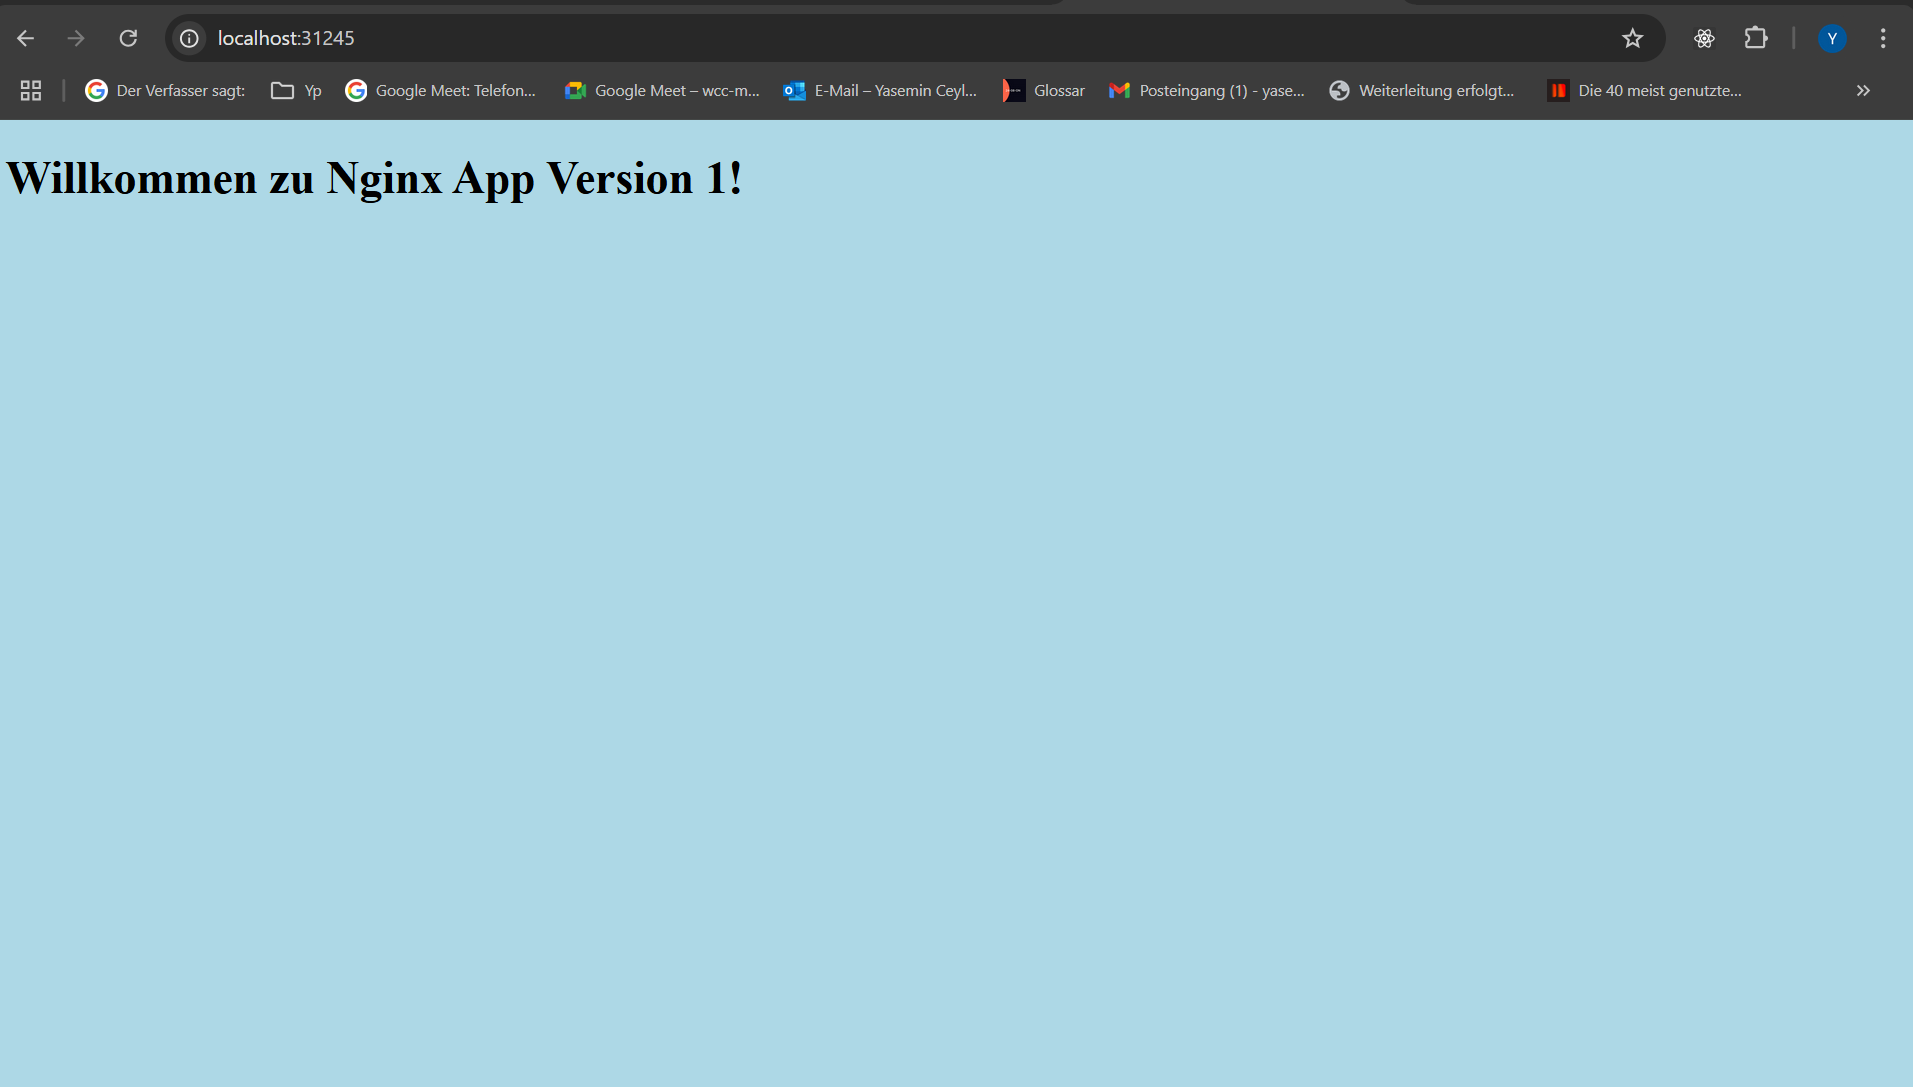 localhost:31245
Y
Der Verfasser sagt: Yp Google Meet: Telefon... Google Meet – wcc-m... E-Mail – Yasemin Ceyl... Glossar Posteingang (1) - yase... Weiterleitung erfolgt... Die 40 meist genutzte...
Willkommen zu Nginx App Version 1!